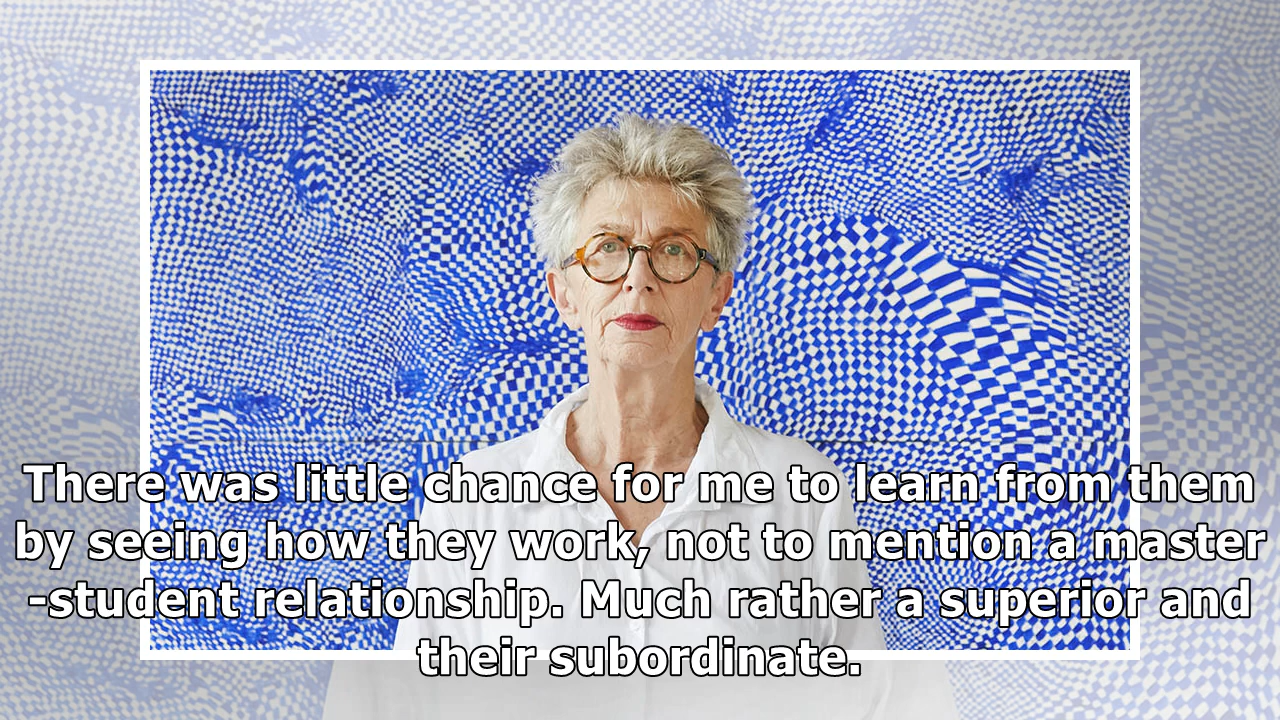 There was little chance for me to learn from them
by seeing how they work, not to mention a master
-student relationship. Much rather a superior and
their subordinate.